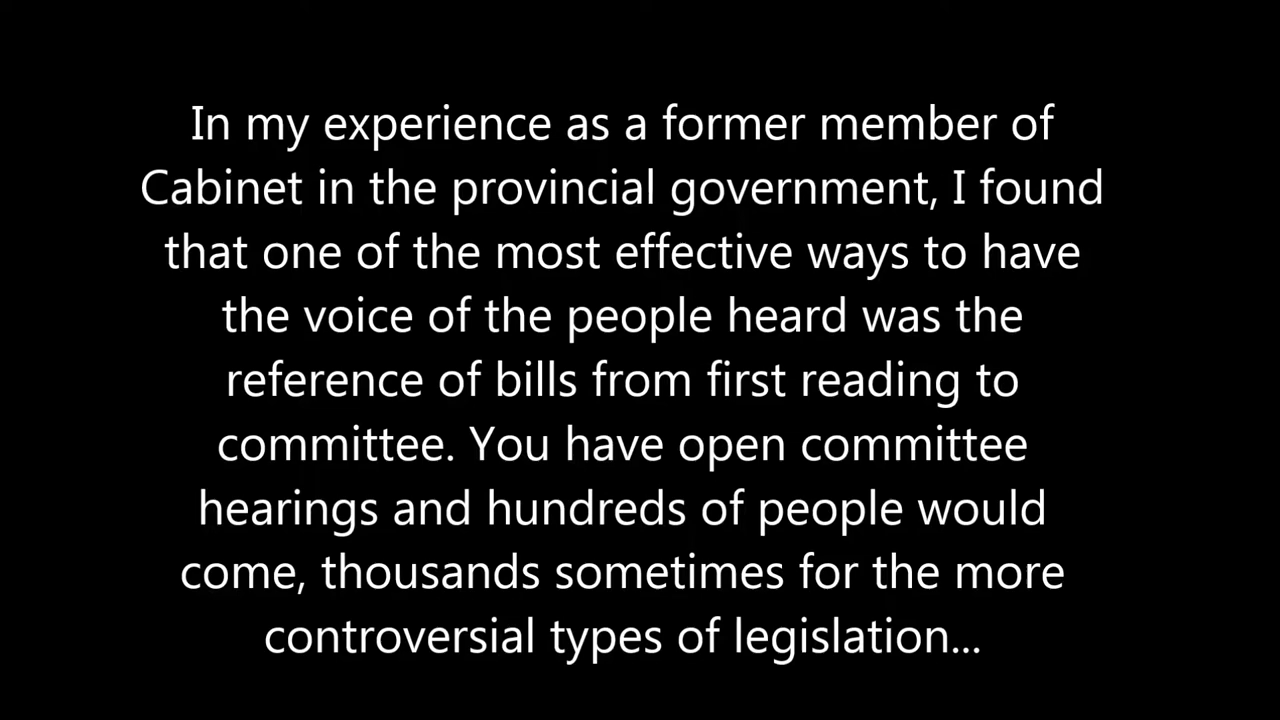 In my experience as a former member of
Cabinet in the provincial government, I found
that one of the most effective ways to have
the voice of the people heard was the
reference of bills from first reading to
committee. You have open committee
hearings and hundreds of people would
come, thousands sometimes for the more
controversial types of legislation...